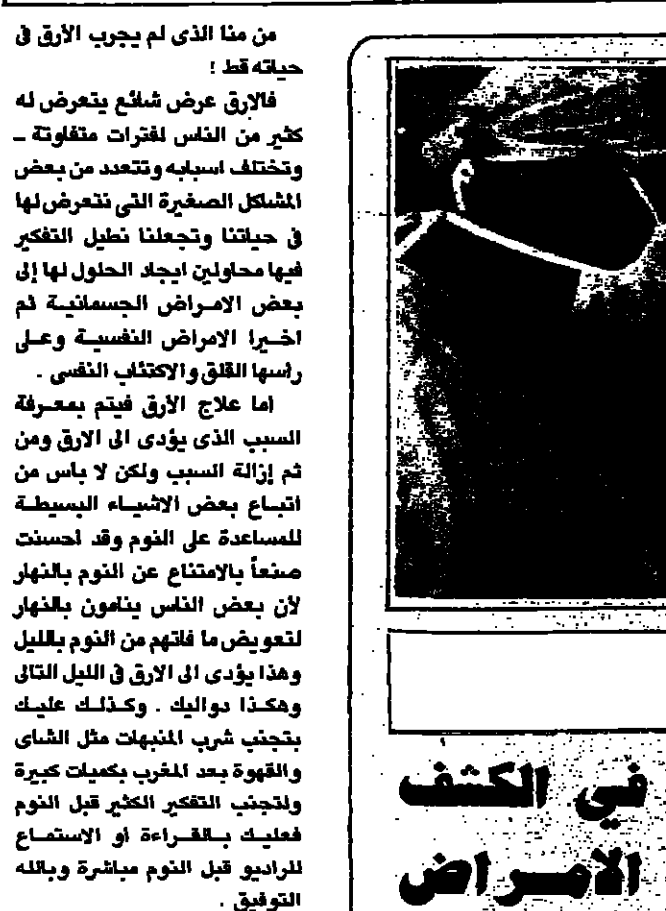 من منا الذى لم يجرب الأرق فى
حياته قط !
فالارق عرض شائع يتعرض له
كثير من الناس لفترات متفاوتة ـ
وتختلف اسبابه وتتعدد من بعض
المشاكل الصغيرة التى نتعرض لها
فى حياتنا وتجعلنا نطيل التفكير
فيها محاولين ايجاد الحلول لها إلى
بعض الامراض الجسمانية ثم
اخيرا الامراض النفسية وعلى
رأسها القلق والاكتئاب النفسى .
اما علاج الأرق فيتم بمعرفة
السبب الذى يؤدى الى الارق ومن
ثم إزالة السبب ولكن لا باس من
اتباع بعض الاشياء البسيطة
للمساعدة على النوم وقد احسنت
صنعاً بالامتناع عن النوم بالنهار
لأن بعض الناس ينامون بالنهار
لتعويض ما فاتهم من النوم بالليل
وهذا يؤدى الى الارق فى الليل التالى
وهكذا دواليك . وكذلك عليك
بتجنب شرب المنبهات مثل الشاى
والقهوة بعد المغرب بكميات كبيرة
ولتجنب التفكير الكثير قبل النوم
فعليك بالقراءة أو الاستماع
للراديو قبل النوم مباشرة وبالله
التوفيق .
فى الكشف
الأمراض